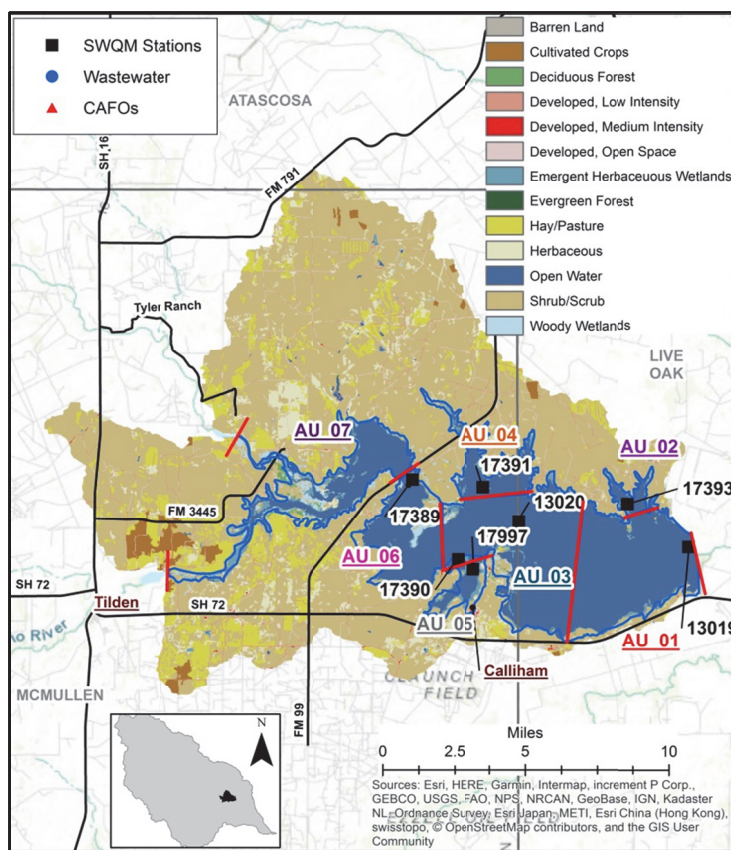 SWQM Stations
Wastewater
CAFOs
Barren Land
Cultivated Crops
Deciduous Forest
Developed, Low Intensity
Developed, Medium Intensity
Developed, Open Space
Emergent Herbaceuous Wetlands
Evergreen Forest
Hay/Pasture
Herbaceous
Open Water
Shrub/Scrub
Woody Wetlands
ATASCOSA
SH 16
FM 791
Tyler Ranch
LIVE
OAK
AU_07
AU_04
AU_02
17391
17393
13020
17389
FM 3445
17997
AU_06
AU_03
17390
SH 72
Tilden
SH 72
AU_05
AU_01
13019
River
Calliham
MCMULLEN
FIELD
FM 99
N
Miles
0 2.5 5 10
Sources: Esri, HERE, Garmin, Intermap, increment P Corp.,
GEBCO, USGS, FAO, NPS, NRCAN, GeoBase, IGN, Kadaster
NL, Ordnance Survey, Esri Japan, METI, Esri China (Hong Kong),
swisstopo, © OpenStreetMap contributors, and the GIS User
Community